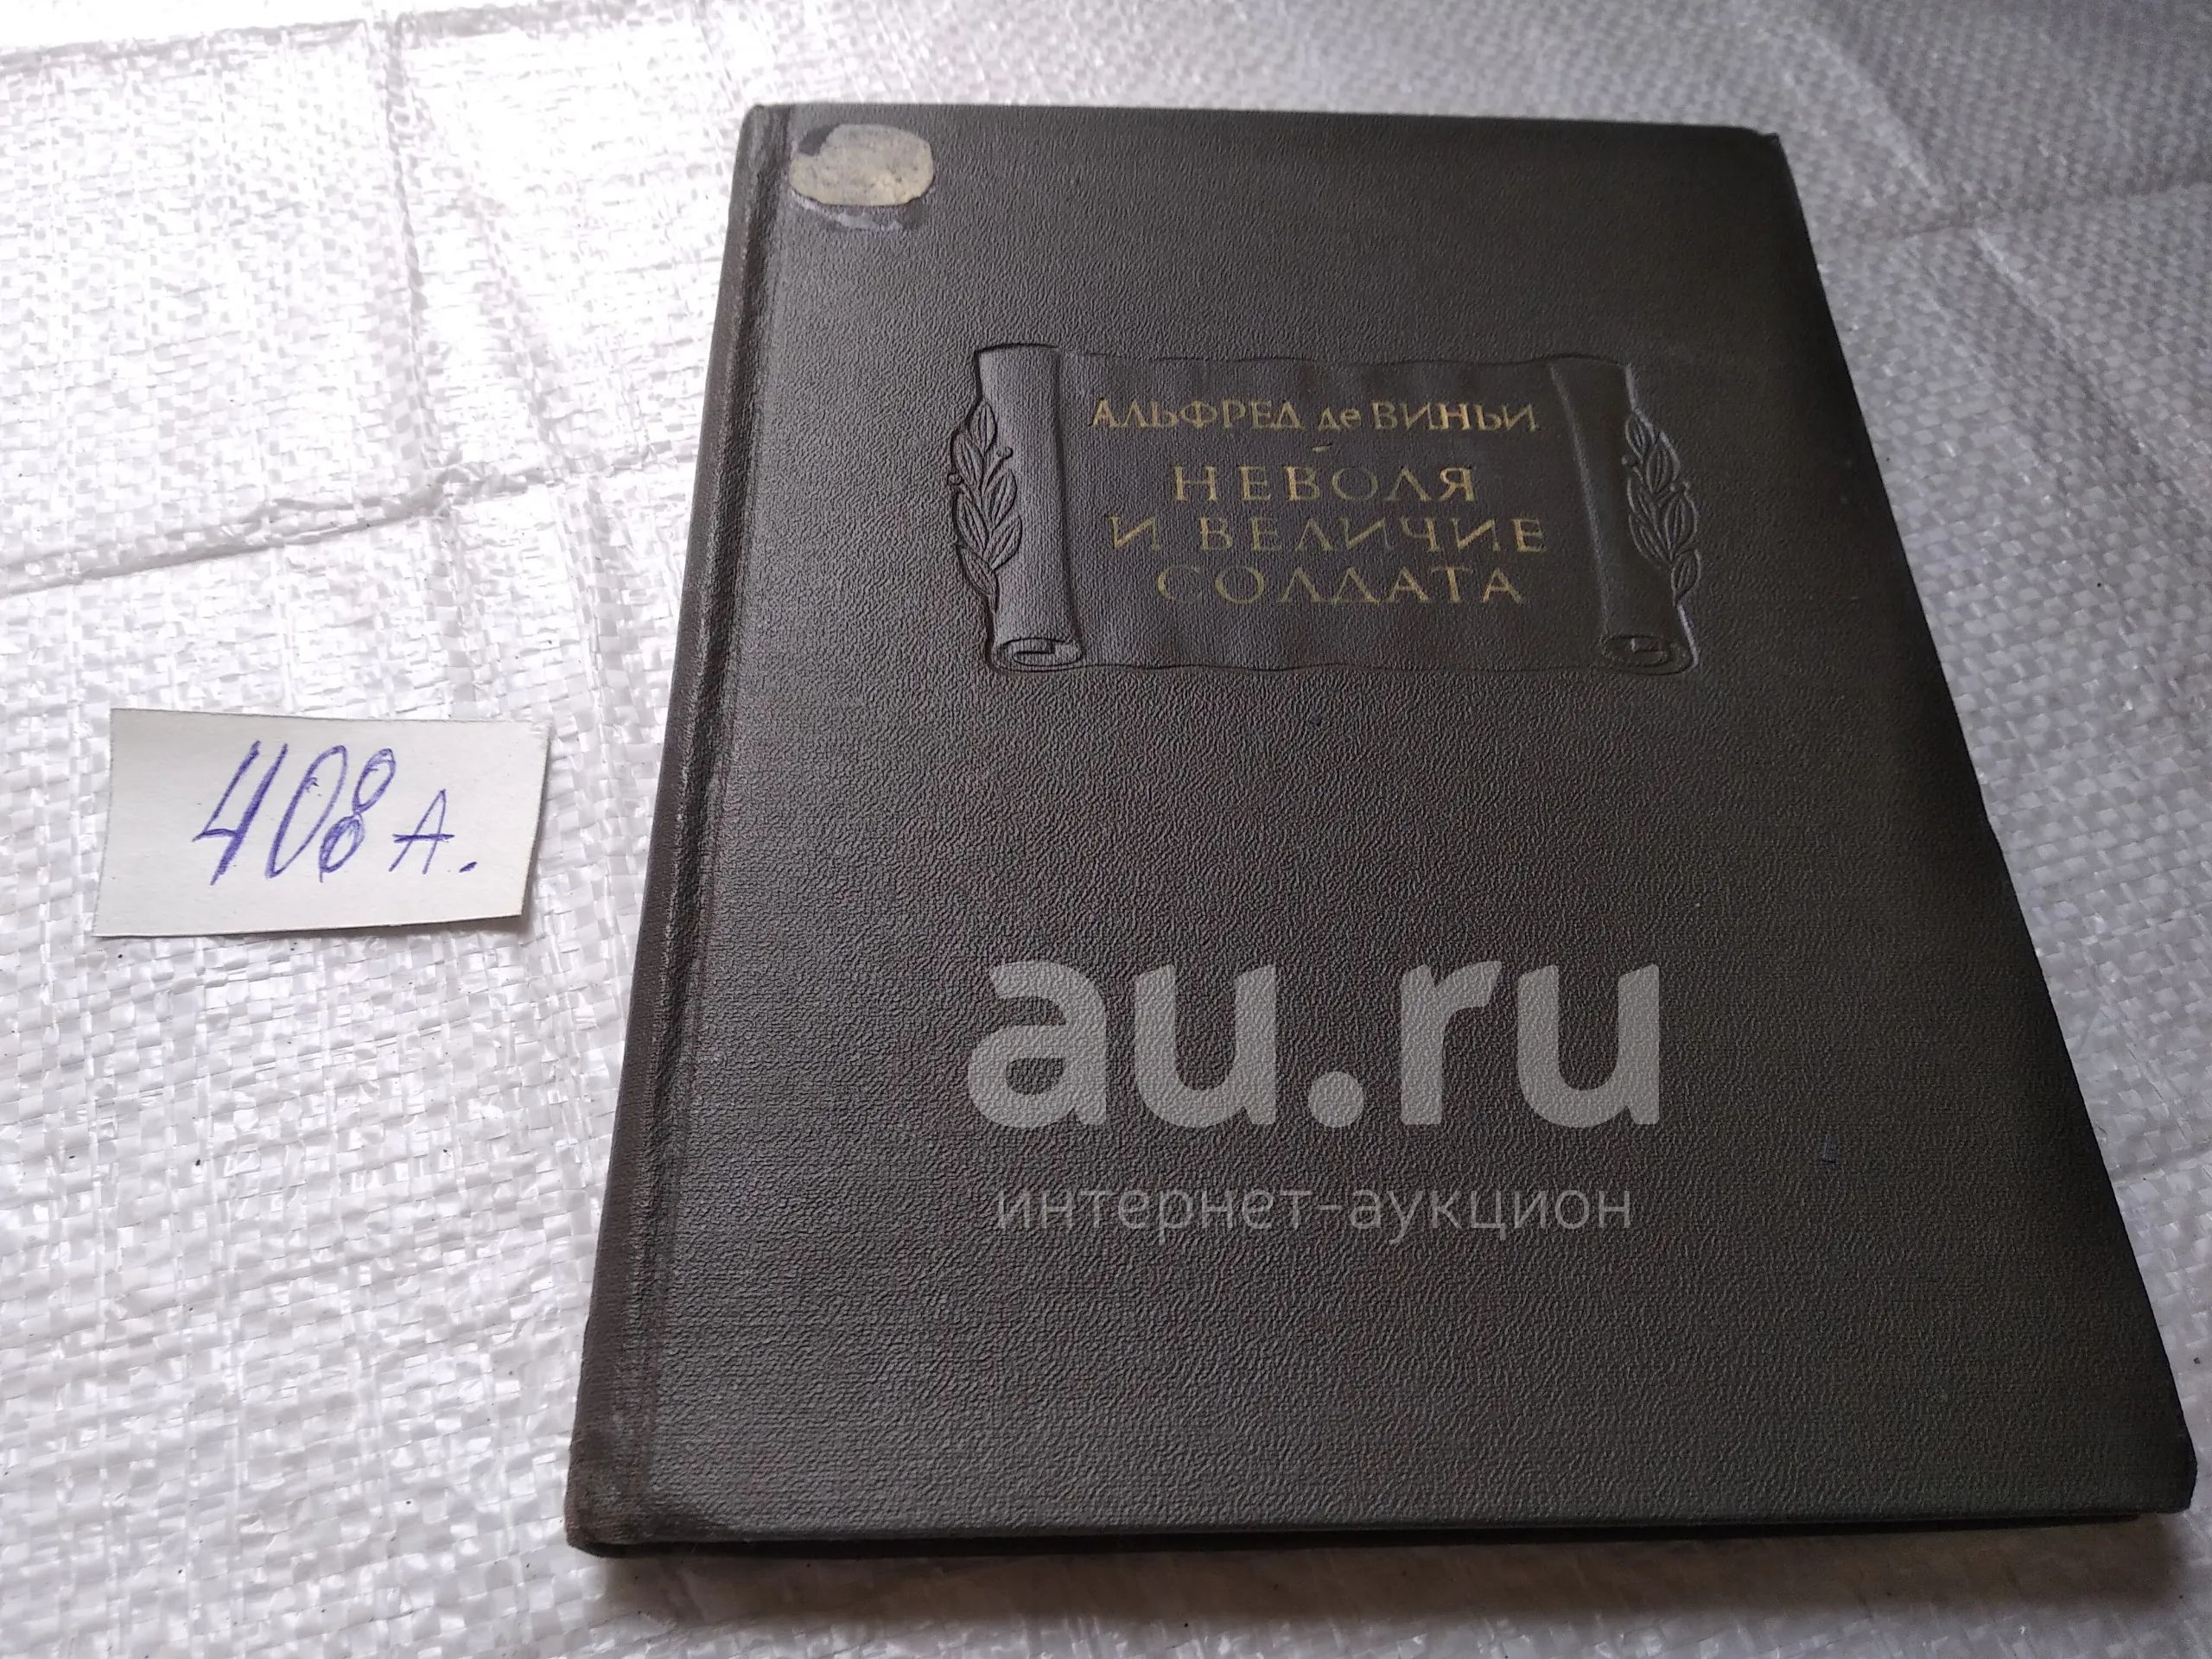 АЛЬФРЕД де ВИНЬИ
НЕВОЛЯ
И ВЕЛИЧИЕ
СОЛДАТА
408 А.
au.ru
интернет-аукцион